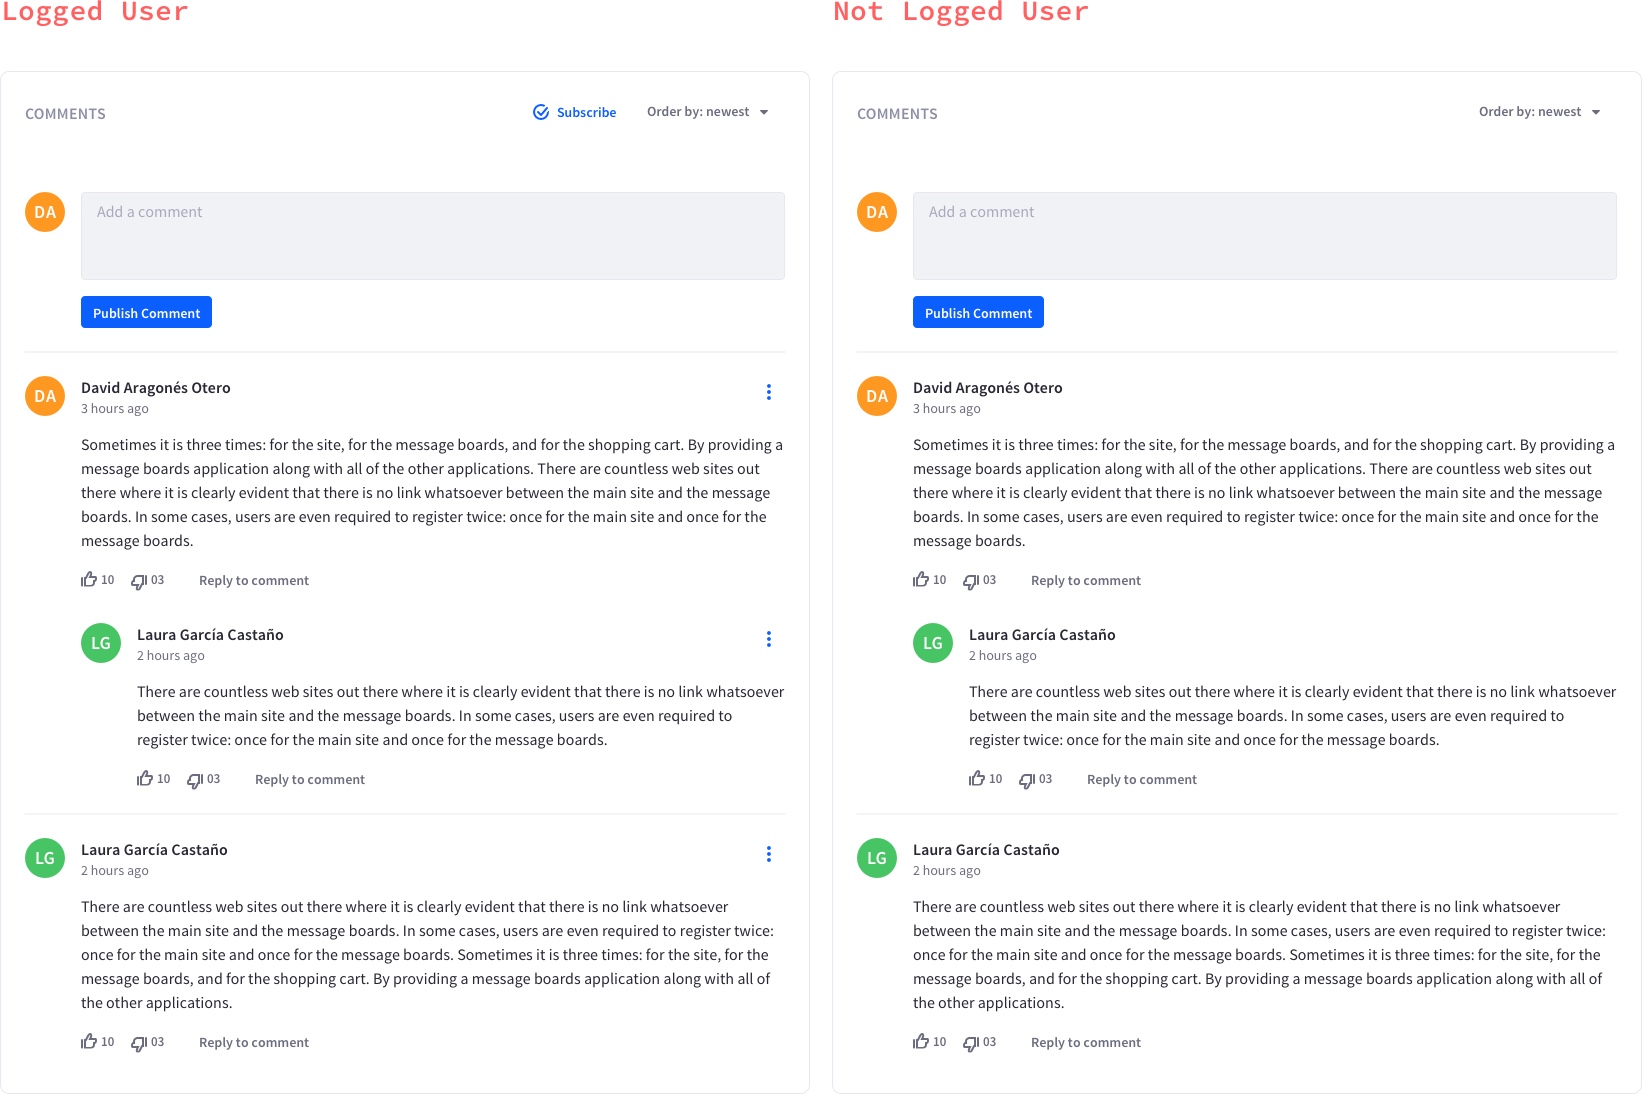 Logged User
COMMENTS
Subscribe
Order by: newest
DA
Add a comment
Publish Comment
DA
David Aragonés Otero
3 hours ago
Sometimes it is three times: for the site, for the message boards, and for the shopping cart. By providing a
message boards application along with all of the other applications. There are countless web sites out
there where it is clearly evident that there is no link whatsoever between the main site and the message
boards. In some cases, users are even required to register twice: once for the main site and once for the
message boards.
10
03
Reply to comment
LG
Laura García Castaño
2 hours ago
There are countless web sites out there where it is clearly evident that there is no link whatsoever
between the main site and the message boards. In some cases, users are even required to
register twice: once for the main site and once for the message boards.
10
03
Reply to comment
LG
Laura García Castaño
2 hours ago
There are countless web sites out there where it is clearly evident that there is no link whatsoever
between the main site and the message boards. In some cases, users are even required to register twice:
once for the main site and once for the message boards. Sometimes it is three times: for the site, for the
message boards, and for the shopping cart. By providing a message boards application along with all of
the other applications.
10
03
Reply to comment
Not Logged User
COMMENTS
Order by: newest
DA
Add a comment
Publish Comment
DA
David Aragonés Otero
3 hours ago
Sometimes it is three times: for the site, for the message boards, and for the shopping cart. By providing a
message boards application along with all of the other applications. There are countless web sites out
there where it is clearly evident that there is no link whatsoever between the main site and the message
boards. In some cases, users are even required to register twice: once for the main site and once for the
message boards.
10
03
Reply to comment
LG
Laura García Castaño
2 hours ago
There are countless web sites out there where it is clearly evident that there is no link whatsoever
between the main site and the message boards. In some cases, users are even required to
register twice: once for the main site and once for the message boards.
10
03
Reply to comment
LG
Laura García Castaño
2 hours ago
There are countless web sites out there where it is clearly evident that there is no link whatsoever
between the main site and the message boards. In some cases, users are even required to register twice:
once for the main site and once for the message boards. Sometimes it is three times: for the site, for the
message boards, and for the shopping cart. By providing a message boards application along with all of
the other applications.
10
03
Reply to comment